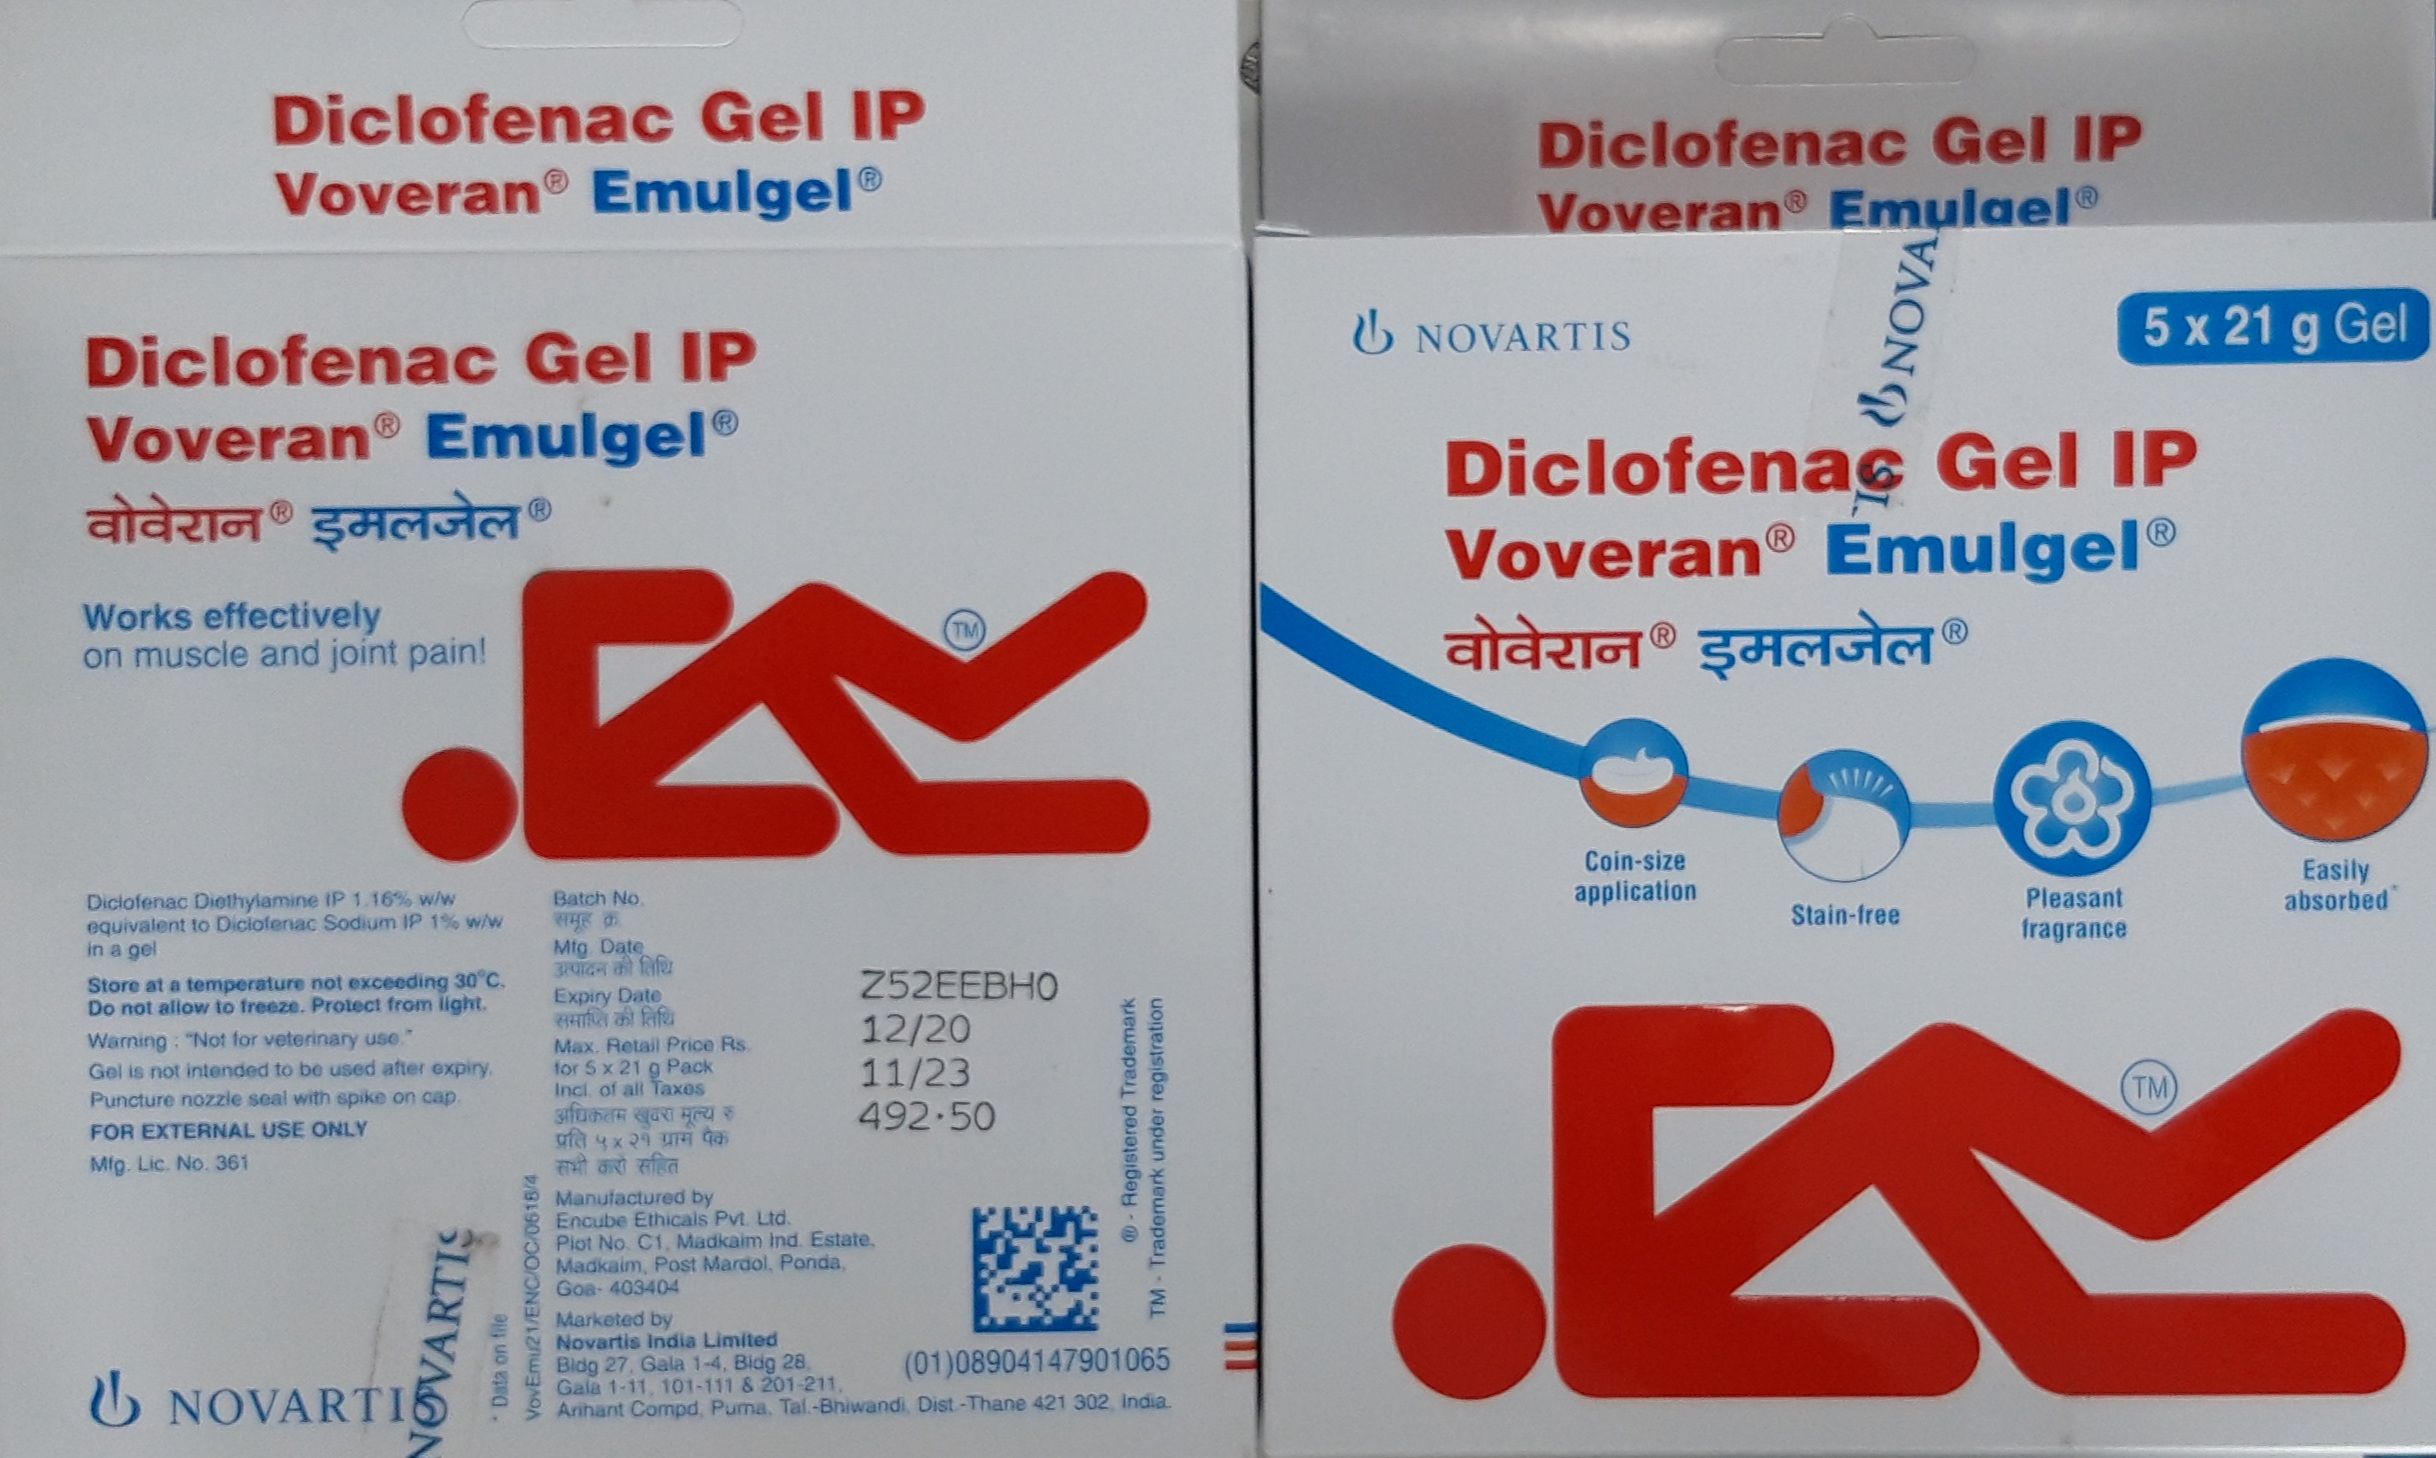 Diclofenac Gel IP
Voveran® Emulgel®
Diclofenac Gel IP
Voveran® Emulgel®
वोवेरान® इमलजेल®
Works effectively
on muscle and joint pain!
TM
Diclofenac Diethylamine IP 1.16% w/w
equivalent to Diclofenac Sodium IP 1% w/w
in a gel
Store at a temperature not exceeding 30°C.
Do not allow to freeze. Protect from light.
Warning : "Not for veterinary use."
Gel is not intended to be used after expiry.
Puncture nozzle seal with spike on cap.
FOR EXTERNAL USE ONLY
Mfg. Lic. No. 361
NOVARTIS
NOVARTIS
* Data on file
VovEml/21/ENC/OC/0618/4
Batch No.
समूह क्र.
Mfg. Date
उत्पादन की तिथि
Expiry Date
समाप्ति की तिथि
Max. Retail Price Rs.
for 5 x 21 g Pack
Incl. of all Taxes
अधिकतम खुदरा मूल्य रु
प्रति ५ x २१ ग्राम पैक
सभी करों सहित
Z52EEBH0
12/20
11/23
492·50
Manufactured by
Encube Ethicals Pvt. Ltd.
Plot No. C1, Madkaim Ind. Estate,
Madkaim, Post Mardol, Ponda,
Goa- 403404
Marketed by
Novartis India Limited
Bldg 27, Gala 1-4, Bldg 28,
Gala 1-11, 101-111 & 201-211,
Arihant Compd, Purna, Tal.-Bhiwandi, Dist.-Thane 421 302, India.
(01)08904147901065
® - Registered Trademark
TM - Trademark under registration
Diclofenac Gel IP
Voveran® Emulgel®
NOVARTIS
5 x 21 g Gel
NOVARTIS
Diclofenac Gel IP
Voveran® Emulgel®
वोवेरान® इमलजेल®
Coin-size
application
Stain-free
Pleasant
fragrance
Easily
absorbed*
TM